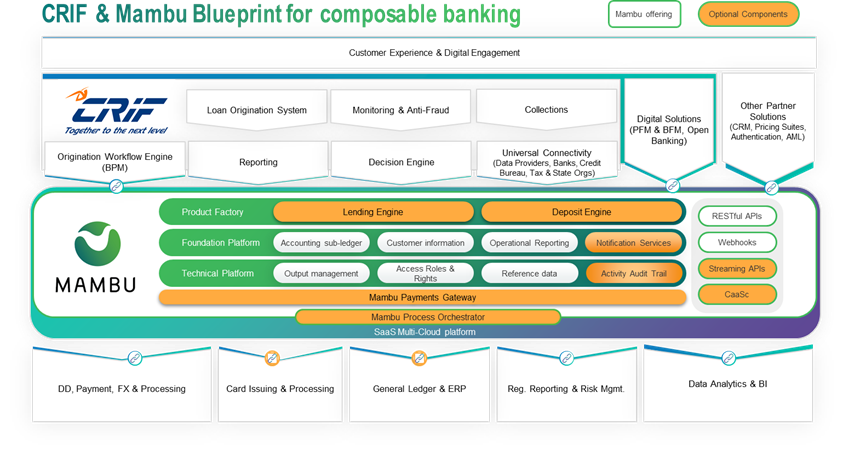 CRIF & Mambu Blueprint for composable banking
Mambu offering
Optional Components
Customer Experience & Digital Engagement
CRIF
Together to the next level
Loan Origination System
Monitoring & Anti-Fraud
Collections
Digital Solutions
(PFM & BFM, Open
Banking)
Other Partner
Solutions
(CRM, Pricing Suites,
Authentication, AML)
Origination Workflow Engine
(BPM)
Reporting
Decision Engine
Universal Connectivity
(Data Providers, Banks, Credit
Bureau, Tax & State Orgs)
MAMBU
Product Factory
Lending Engine
Deposit Engine
Foundation Platform
Accounting sub-ledger
Customer information
Operational Reporting
Notification Services
Technical Platform
Output management
Access Roles &
Rights
Reference data
Activity Audit Trail
Mambu Payments Gateway
Mambu Process Orchestrator
SaaS Multi-Cloud platform
RESTful APIs
Webhooks
Streaming APIs
CaaSc
DD, Payment, FX & Processing
Card Issuing & Processing
General Ledger & ERP
Reg. Reporting & Risk Mgmt.
Data Analytics & BI